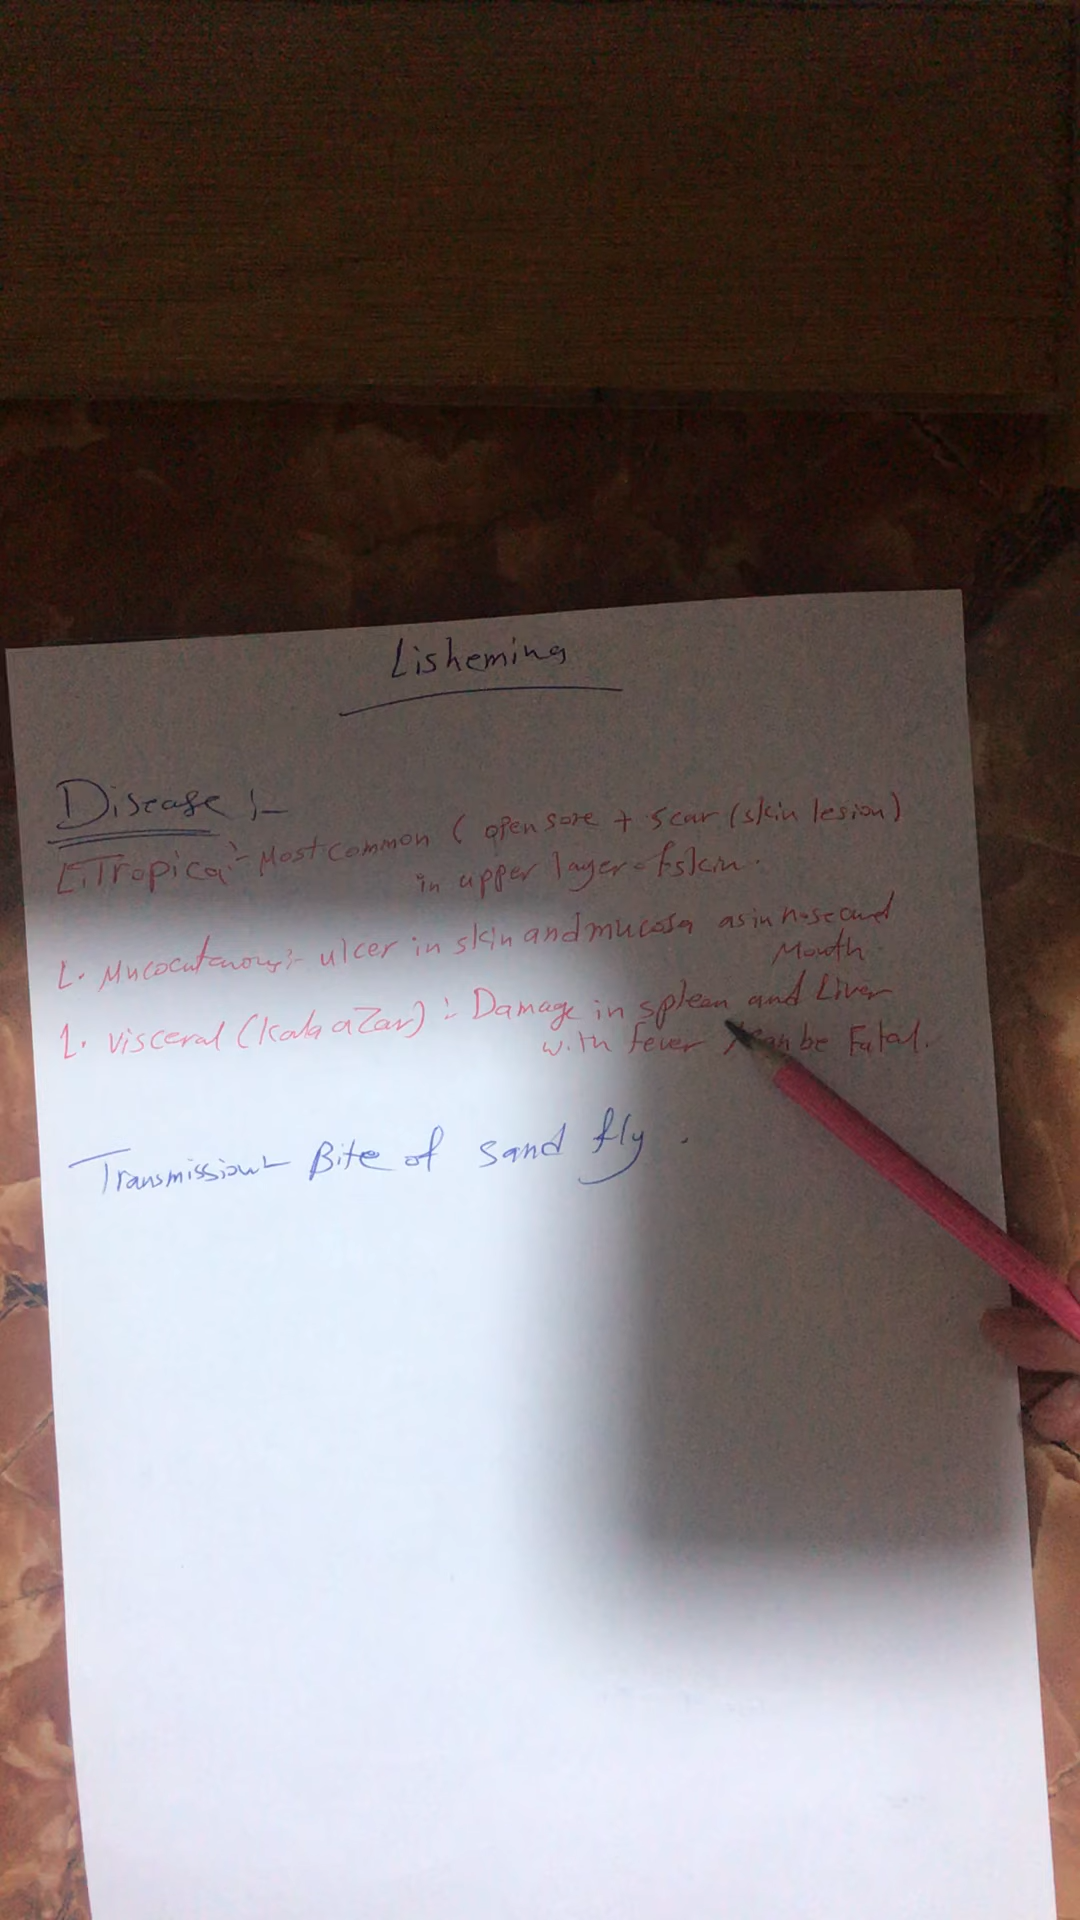 Lishemina
Disease :-
L.Tropica:- Most common ( open sore + scar (skin lesion)
in upper layer of skin.
L. Mucocutenous:- ulcer in skin and mucosa as in nose and
Mouth.
L. visceral (kala aZar) :- Damage in spleen and Liver
with fever can be Fatal.
Transmission:- Bite of sand fly.